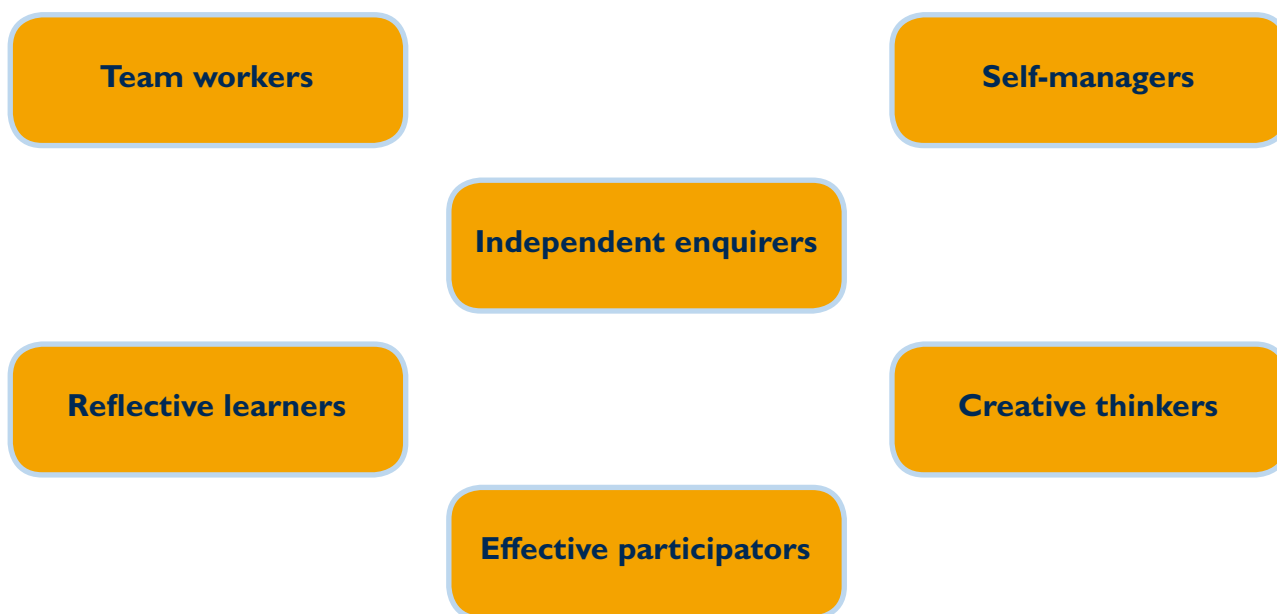 Team workers
Self-managers
Independent enquirers
Reflective learners
Creative thinkers
Effective participators